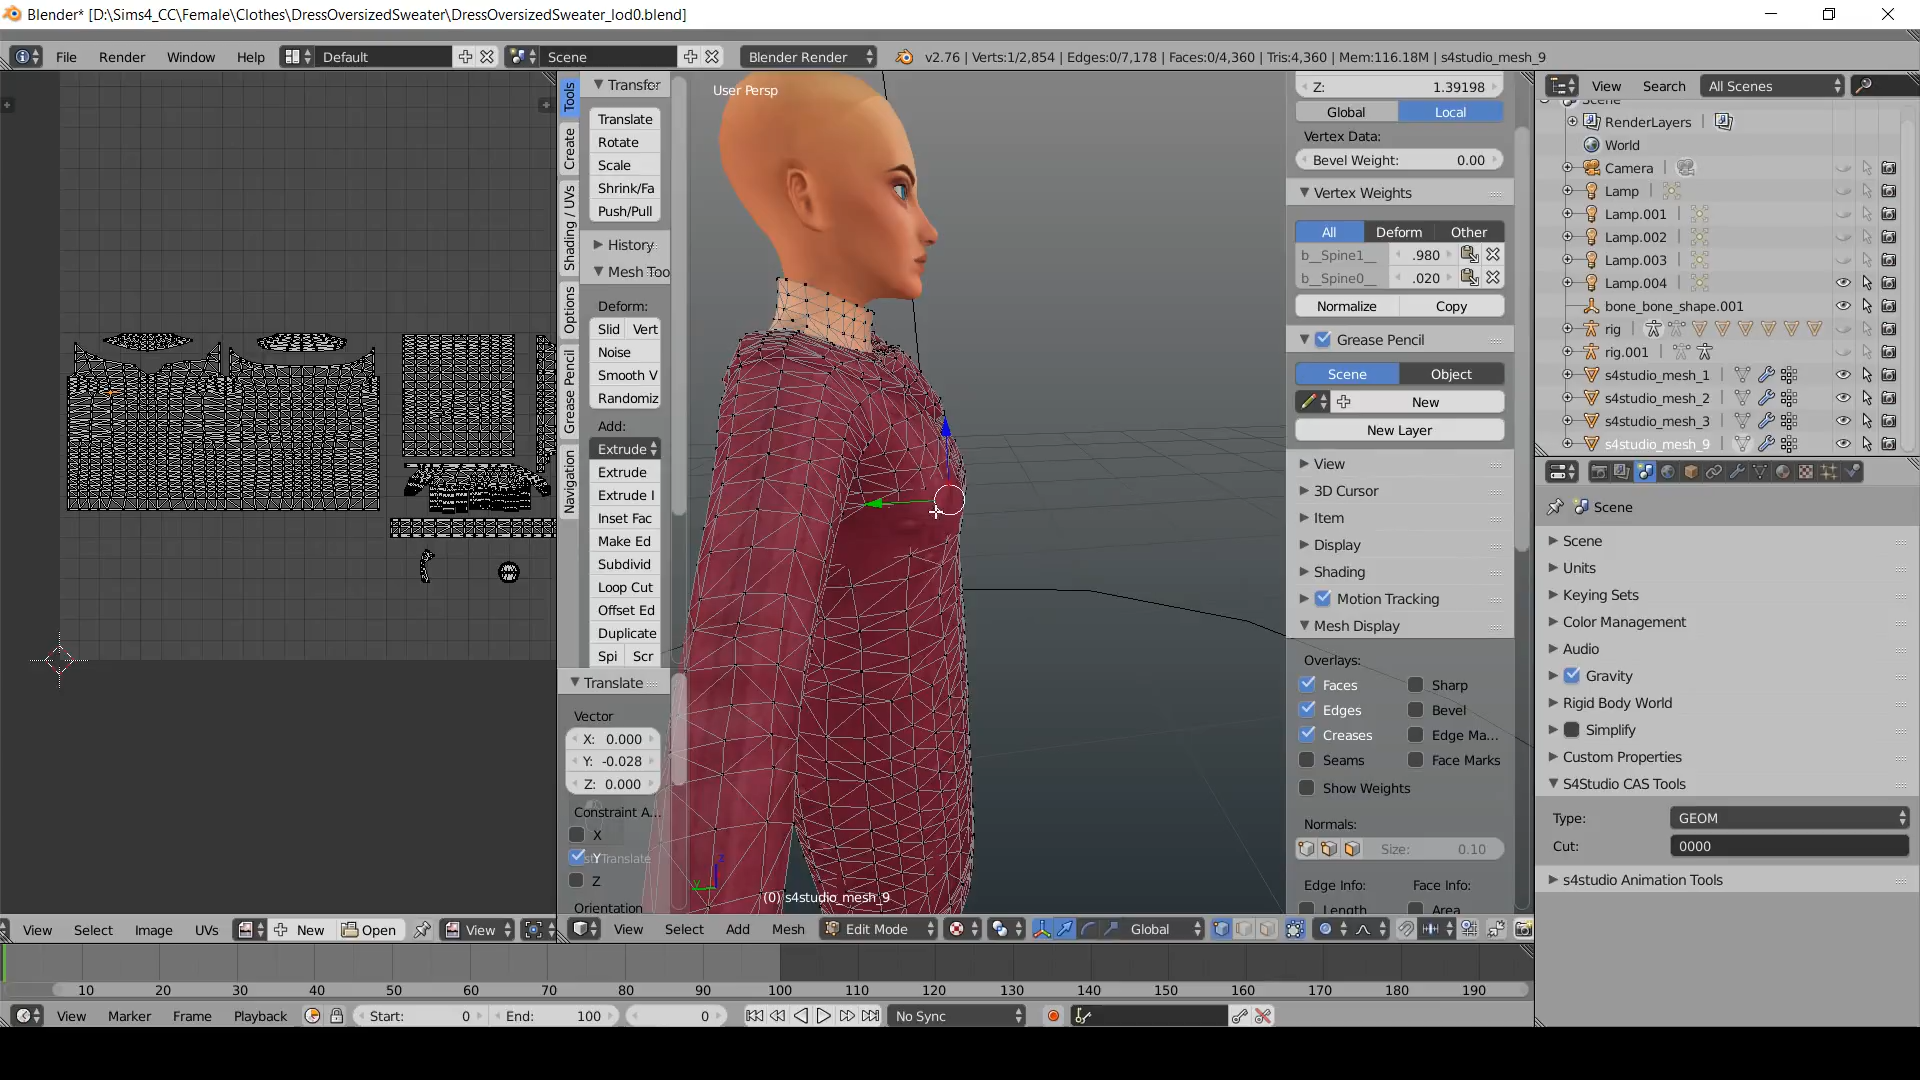 Blender* [D:\Sims4_CC\Female\Clothes\DressOversizedSweater\DressOversizedSweater_lod0.blend]
File Render Window Help Default Scene Blender Render v2.76 | Verts:1/2,854 | Edges:0/7,178 | Faces:0/4,360 | Tris:4,360 | Mem:116.18M | s4studio_mesh_9
Tools
Create
Shading / UVs
Options
Grease Pencil
Navigation
Transfor
Translate
Rotate
Scale
Shrink/Fa
Push/Pull
History
Mesh Too
Deform:
Slid Vert
Noise
Smooth V
Randomiz
Add:
Extrude
Extrude
Extrude I
Inset Fac
Make Ed
Subdivid
Loop Cut
Offset Ed
Duplicate
Spi Scr
Translate
Vector
X: 0.000
Y: -0.028
Z: 0.000
Constraint A...
X
Y
Z
Orientation
User Persp
(0) s4studio_mesh_9
Z: 1.39198
Global Local
Vertex Data:
Bevel Weight: 0.00
Vertex Weights
All Deform Other
b__Spine1__ .980
b__Spine0__ .020
Normalize Copy
Grease Pencil
Scene Object
New
New Layer
View
3D Cursor
Item
Display
Shading
Motion Tracking
Mesh Display
Overlays:
Faces Sharp
Edges Bevel
Creases Edge Ma...
Seams Face Marks
Show Weights
Normals:
Size: 0.10
Edge Info: Face Info:
Length Area
View Search All Scenes
Scene
RenderLayers
World
Camera
Lamp
Lamp.001
Lamp.002
Lamp.003
Lamp.004
bone_bone_shape.001
rig
rig.001
s4studio_mesh_1
s4studio_mesh_2
s4studio_mesh_3
s4studio_mesh_9
Scene
Scene
Units
Keying Sets
Color Management
Audio
Gravity
Rigid Body World
Simplify
Custom Properties
S4Studio CAS Tools
Type: GEOM
Cut: 0000
s4studio Animation Tools
View Select Image UVs New Open View
View Select Add Mesh Edit Mode Global
10 20 30 40 50 60 70 80 90 100 110 120 130 140 150 160 170 180 190
View Marker Frame Playback Start: 0 End: 100 0 No Sync